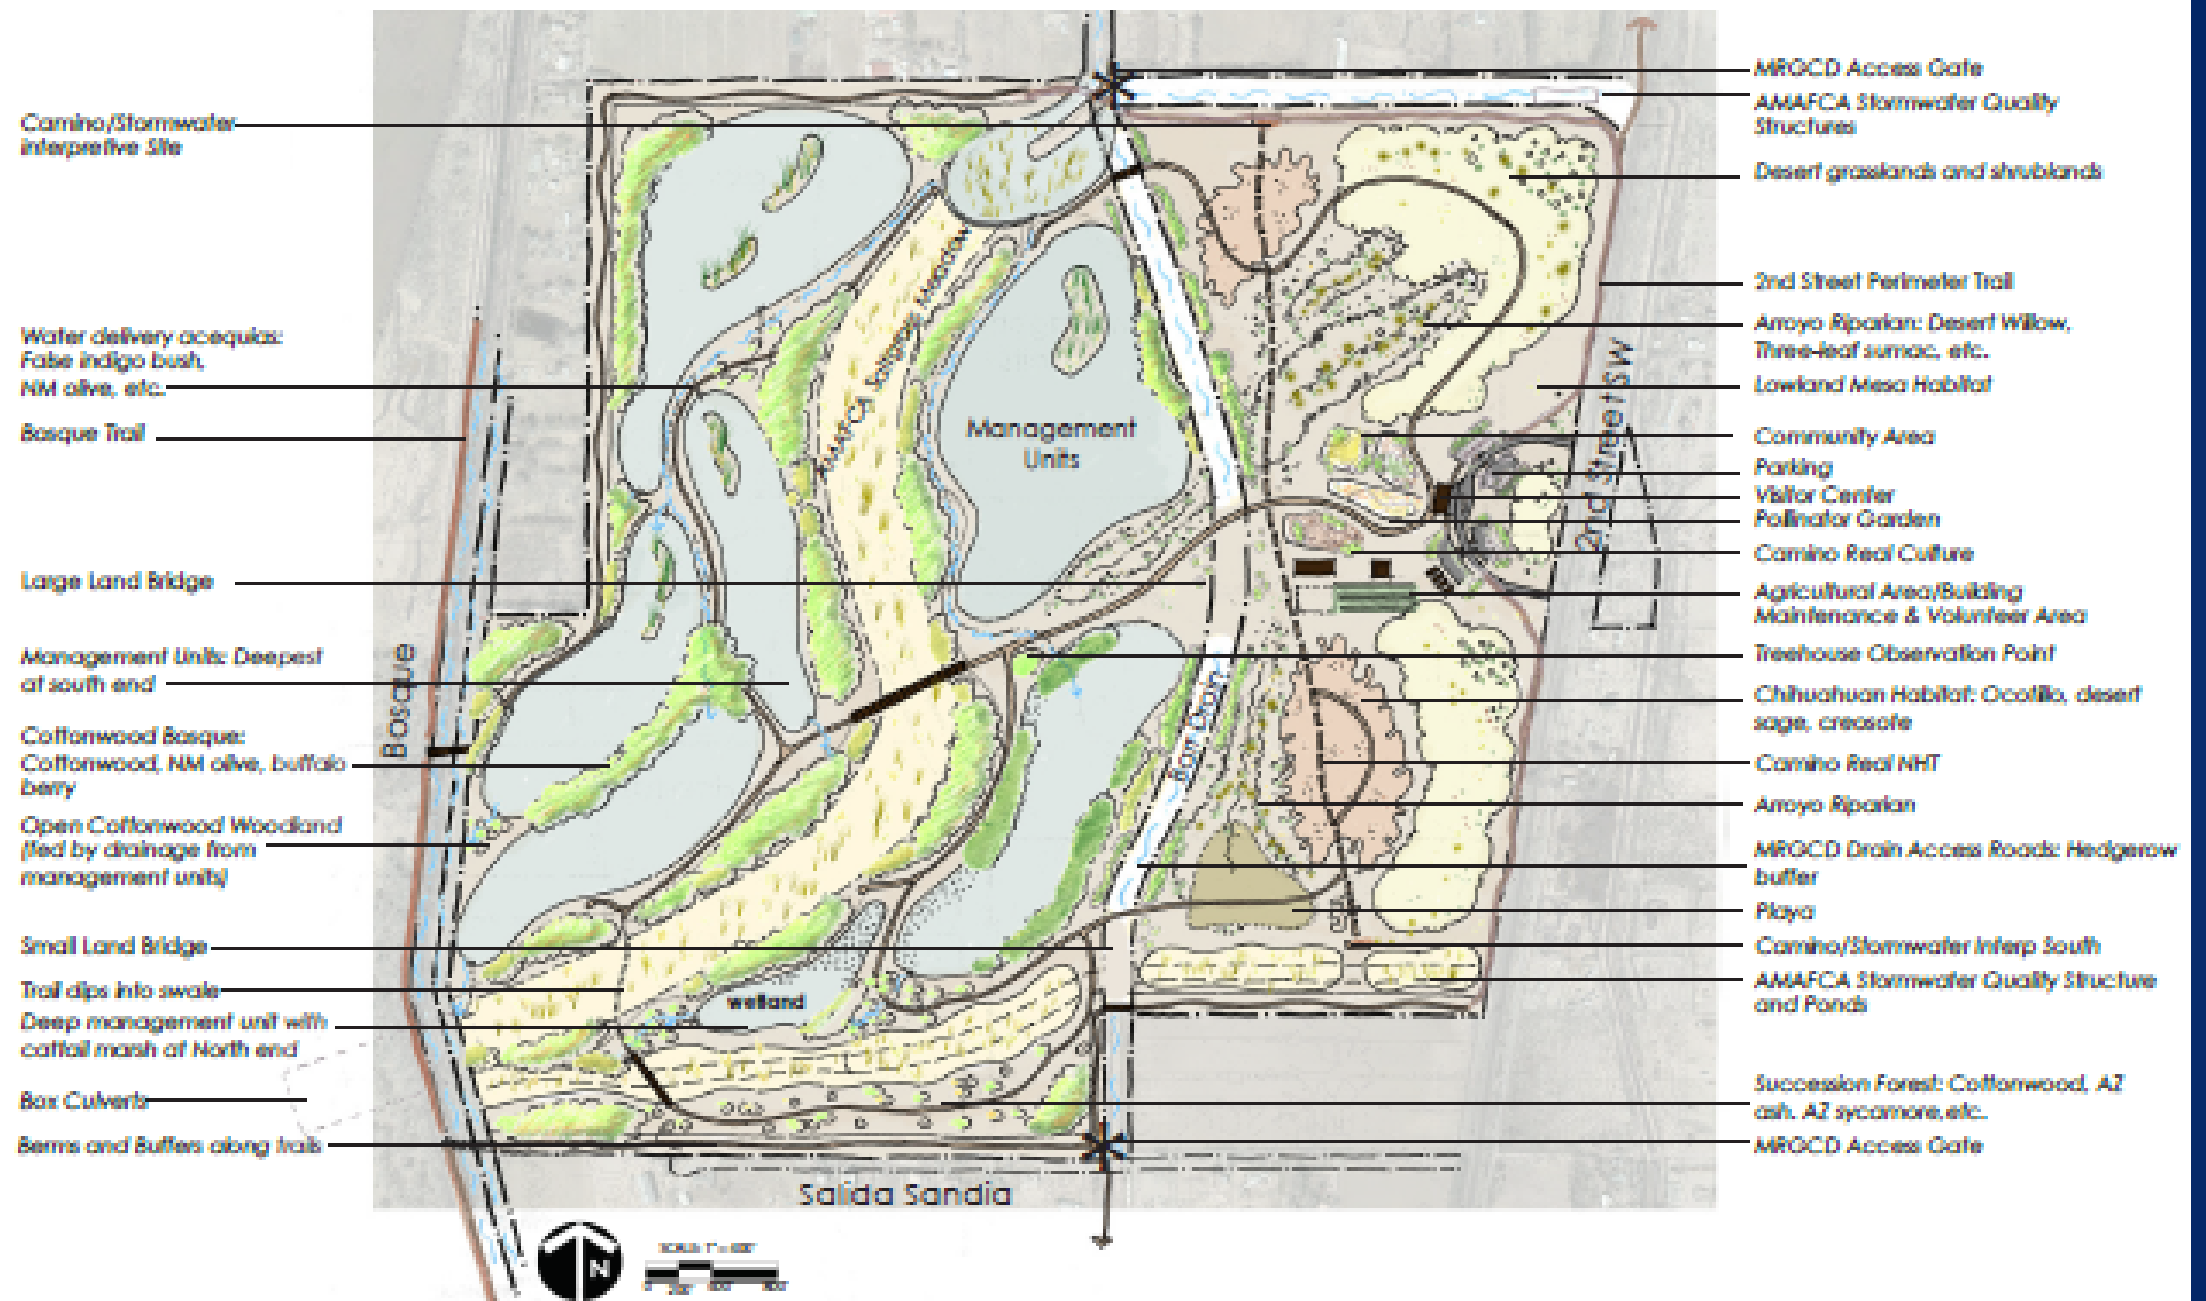 Camino/Stormwater
Interpretive Site
Water delivery acequias:
False indigo bush,
NM olive, etc.
Bosque Trail
Large Land Bridge
Management Units: Deepest
at south end
Cottonwood Bosque:
Cottonwood, NM olive, buffalo
berry
Open Cottonwood Woodland
(fed by drainage from
management units)
Small Land Bridge
Trail dips into swale
Deep management unit with
cattail marsh at North end
Box Culverts
Berms and Buffers along trails
Bosque
AMAFCA Saltgrass Meadow
Management
Units
wetland
Barr Drain
2nd Street SW
Salida Sandia
N
SCALE: 1" = 400'
MRGCD Access Gate
AMAFCA Stormwater Quality
Structures
Desert grasslands and shrublands
2nd Street Perimeter Trail
Arroyo Riparian: Desert Willow,
Three-leaf sumac, etc.
Lowland Mesa Habitat
Community Area
Parking
Visitor Center
Pollinator Garden
Camino Real Culture
Agricultural Area/Building
Maintenance & Volunteer Area
Treehouse Observation Point
Chihuahuan Habitat: Ocotillo, desert
sage, creosote
Camino Real NHT
Arroyo Riparian
MRGCD Drain Access Roads: Hedgerow
buffer
Playa
Camino/Stormwater Interp South
AMAFCA Stormwater Quality Structure
and Ponds
Succession Forest: Cottonwood, AZ
ash, AZ sycamore, etc.
MRGCD Access Gate